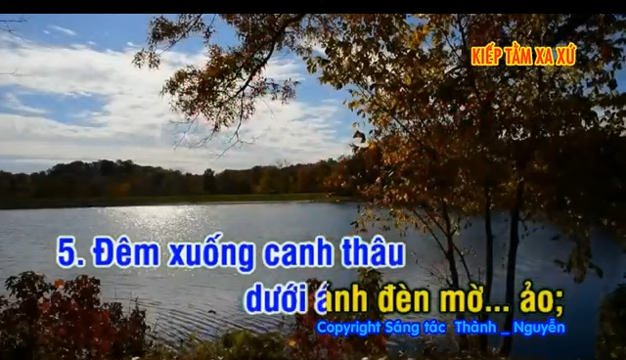 KIẾP TẰM XA XỨ
5. Đêm xuống canh thâu
dưới ánh đèn mờ... ảo;
Copyright Sáng tác Thành _ Nguyễn